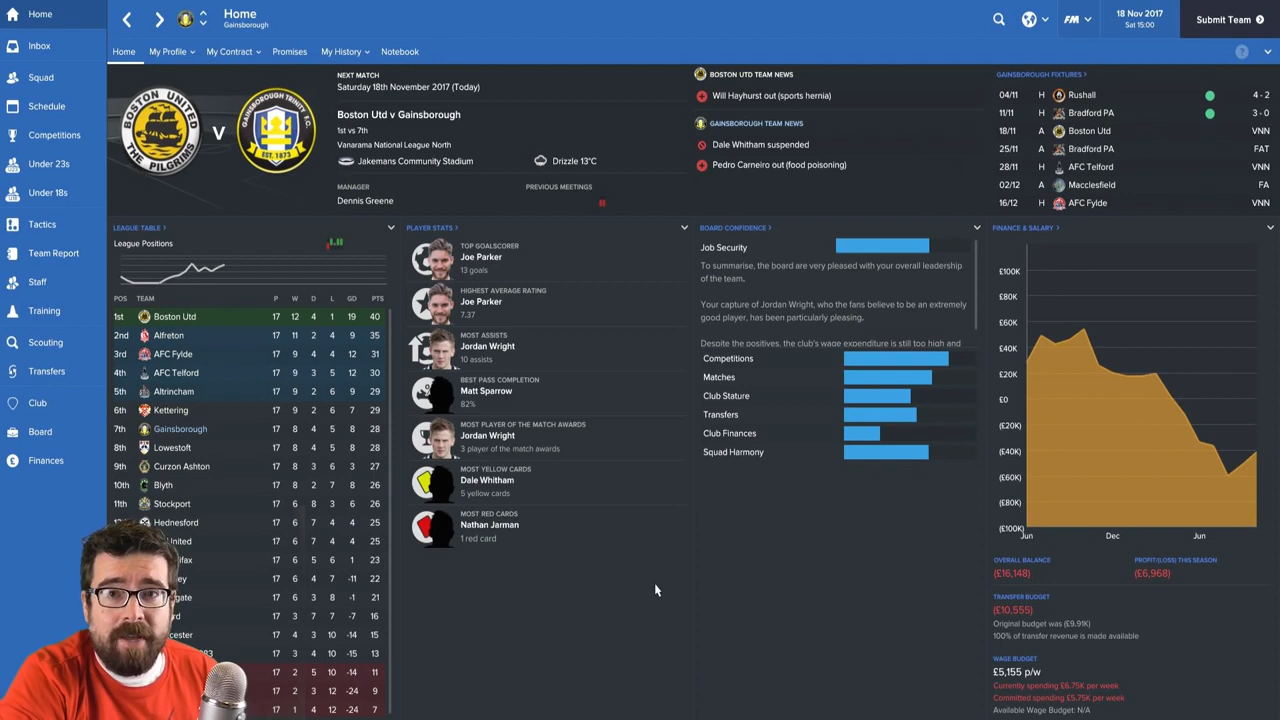 Home
Inbox
Squad
Schedule
Competitions
Under 23s
Under 18s
Tactics
Team Report
Staff
Training
Scouting
Transfers
Club
Board
Finances
Home
Gainsborough
FM
18 Nov 2017
Sat 15:00
Submit Team
Home
My Profile
My Contract
Promises
My History
Notebook
?
BOSTON UNITED
THE PILGRIMS
V
GAINSBOROUGH TRINITY F.C.
EST. 1873
NEXT MATCH
Saturday 18th November 2017 (Today)
Boston Utd v Gainsborough
1st vs 7th
Vanarama National League North
Jakemans Community Stadium
Drizzle 13°C
MANAGER
Dennis Greene
PREVIOUS MEETINGS
BOSTON UTD TEAM NEWS
Will Hayhurst out (sports hernia)
GAINSBOROUGH TEAM NEWS
Dale Whitham suspended
Pedro Carneiro out (food poisoning)
GAINSBOROUGH FIXTURES >
04/11 H Rushall 4 - 2
11/11 H Bradford PA 3 - 0
18/11 A Boston Utd VNN
25/11 A Bradford PA FAT
28/11 H AFC Telford VNN
02/12 A Macclesfield FA
16/12 H AFC Fylde VNN
LEAGUE TABLE >
League Positions
POS TEAM P W D L GD PTS
1st Boston Utd 17 12 4 1 19 40
2nd Alfreton 17 11 2 4 9 35
3rd AFC Fylde 17 9 4 4 12 31
4th AFC Telford 17 9 3 5 12 30
5th Altrincham 17 9 2 6 9 29
6th Kettering 17 9 2 6 7 29
7th Gainsborough 17 8 4 5 8 28
8th Lowestoft 17 8 4 5 8 28
9th Curzon Ashton 17 8 3 6 3 27
10th Blyth 17 8 2 7 8 26
11th Stockport 17 6 8 3 6 26
Hednesford 17 6 7 4 4 25
United 17 6 7 4 4 25
ifax 17 6 5 6 1 23
ey 17 6 4 7 -11 22
gate 17 6 3 8 -1 21
rd 17 3 7 7 -7 16
cester 17 4 3 10 -14 15
17 3 4 10 -15 13
17 2 5 10 -14 11
17 2 3 12 -24 9
17 1 4 12 -24 7
PLAYER STATS >
TOP GOALSCORER
Joe Parker
13 goals
HIGHEST AVERAGE RATING
Joe Parker
7.37
MOST ASSISTS
Jordan Wright
10 assists
BEST PASS COMPLETION
Matt Sparrow
82%
MOST PLAYER OF THE MATCH AWARDS
Jordan Wright
3 player of the match awards
MOST YELLOW CARDS
Dale Whitham
5 yellow cards
MOST RED CARDS
Nathan Jarman
1 red card
BOARD CONFIDENCE >
Job Security
To summarise, the board are very pleased with your overall leadership
of the team.
Your capture of Jordan Wright, who the fans believe to be an extremely
good player, has been particularly pleasing.
Despite the positives, the club's wage expenditure is still too high and
Competitions
Matches
Club Stature
Transfers
Club Finances
Squad Harmony
FINANCE & SALARY >
£100K
£80K
£60K
£40K
£20K
£0
(£20K)
(£40K)
(£60K)
(£80K)
(£100K)
Jun Dec Jun
OVERALL BALANCE
(£16,148)
PROFIT/(LOSS) THIS SEASON
(£6,968)
TRANSFER BUDGET
(£10,555)
Original budget was (£9.91K)
100% of transfer revenue is made available
WAGE BUDGET
£5,155 p/w
Currently spending £6.75K per week
Committed spending £5.75K per week
Available Wage Budget: N/A